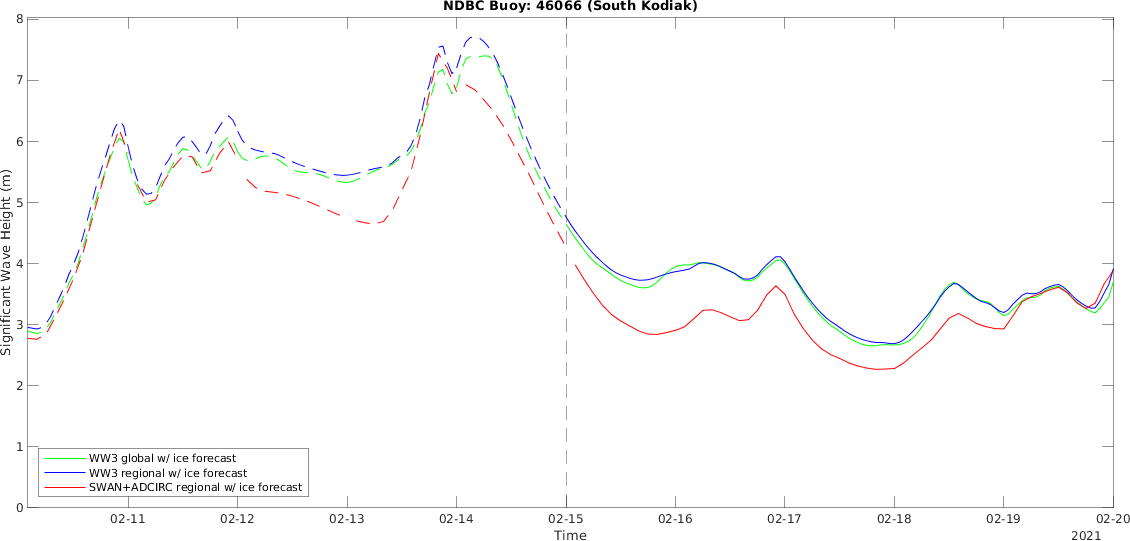 NDBC Buoy: 46066 (South Kodiak)
Significant Wave Height (m)
8
7
6
5
4
3
2
1
0
WW3 global w/ ice forecast
WW3 regional w/ ice forecast
SWAN+ADCIRC regional w/ ice forecast
02-11 02-12 02-13 02-14 02-15 02-16 02-17 02-18 02-19 02-20
Time
2021